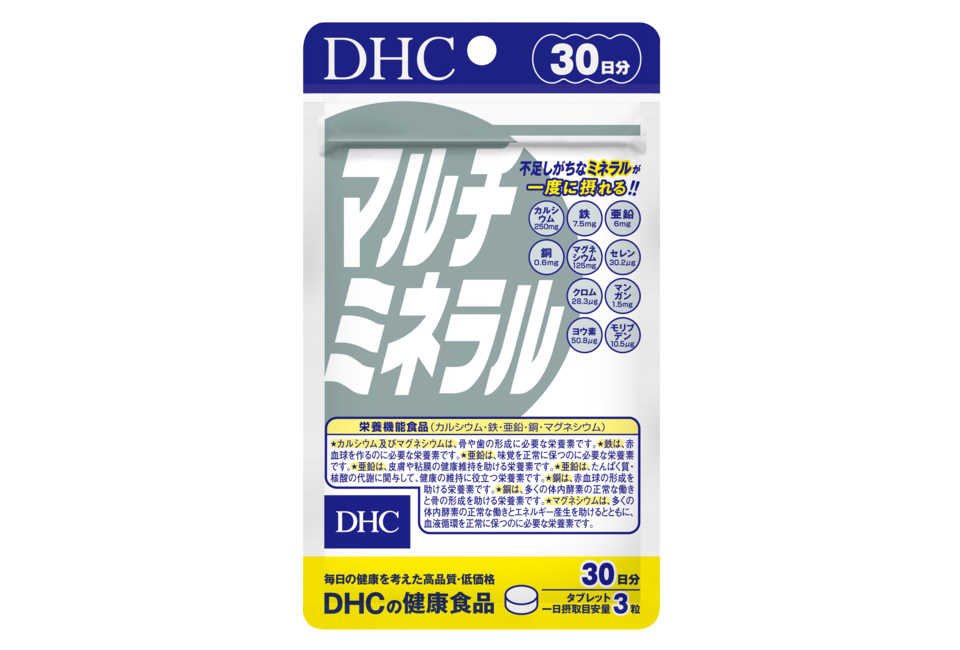 DHC
30日分
マルチ
ミネラル
不足しがちなミネラルが
一度に摂れる!!
カルシ
ウム
250mg
鉄
7.5mg
亜鉛
6mg
銅
0.6mg
マグネ
シウム
125mg
セレン
30.2μg
クロム
28.3μg
マン
ガン
1.5mg
ヨウ素
50.8μg
モリブ
デン
10.5μg
栄養機能食品(カルシウム・鉄・亜鉛・銅・マグネシウム)
★カルシウム及びマグネシウムは、骨や歯の形成に必要な栄養素です。★鉄は、赤
血球を作るのに必要な栄養素です。★亜鉛は、味覚を正常に保つのに必要な栄養素
です。★亜鉛は、皮膚や粘膜の健康維持を助ける栄養素です。★亜鉛は、たんぱく質・
核酸の代謝に関与して、健康の維持に役立つ栄養素です。★銅は、赤血球の形成を
助ける栄養素です。★銅は、多くの体内酵素の正常な働き
と骨の形成を助ける栄養素です。★マグネシウムは、多くの
体内酵素の正常な働きとエネルギー産生を助けるとともに、
血液循環を正常に保つのに必要な栄養素です。
DHC
毎日の健康を考えた高品質・低価格
DHCの健康食品
30日分
タブレット
一日摂取目安量 3粒